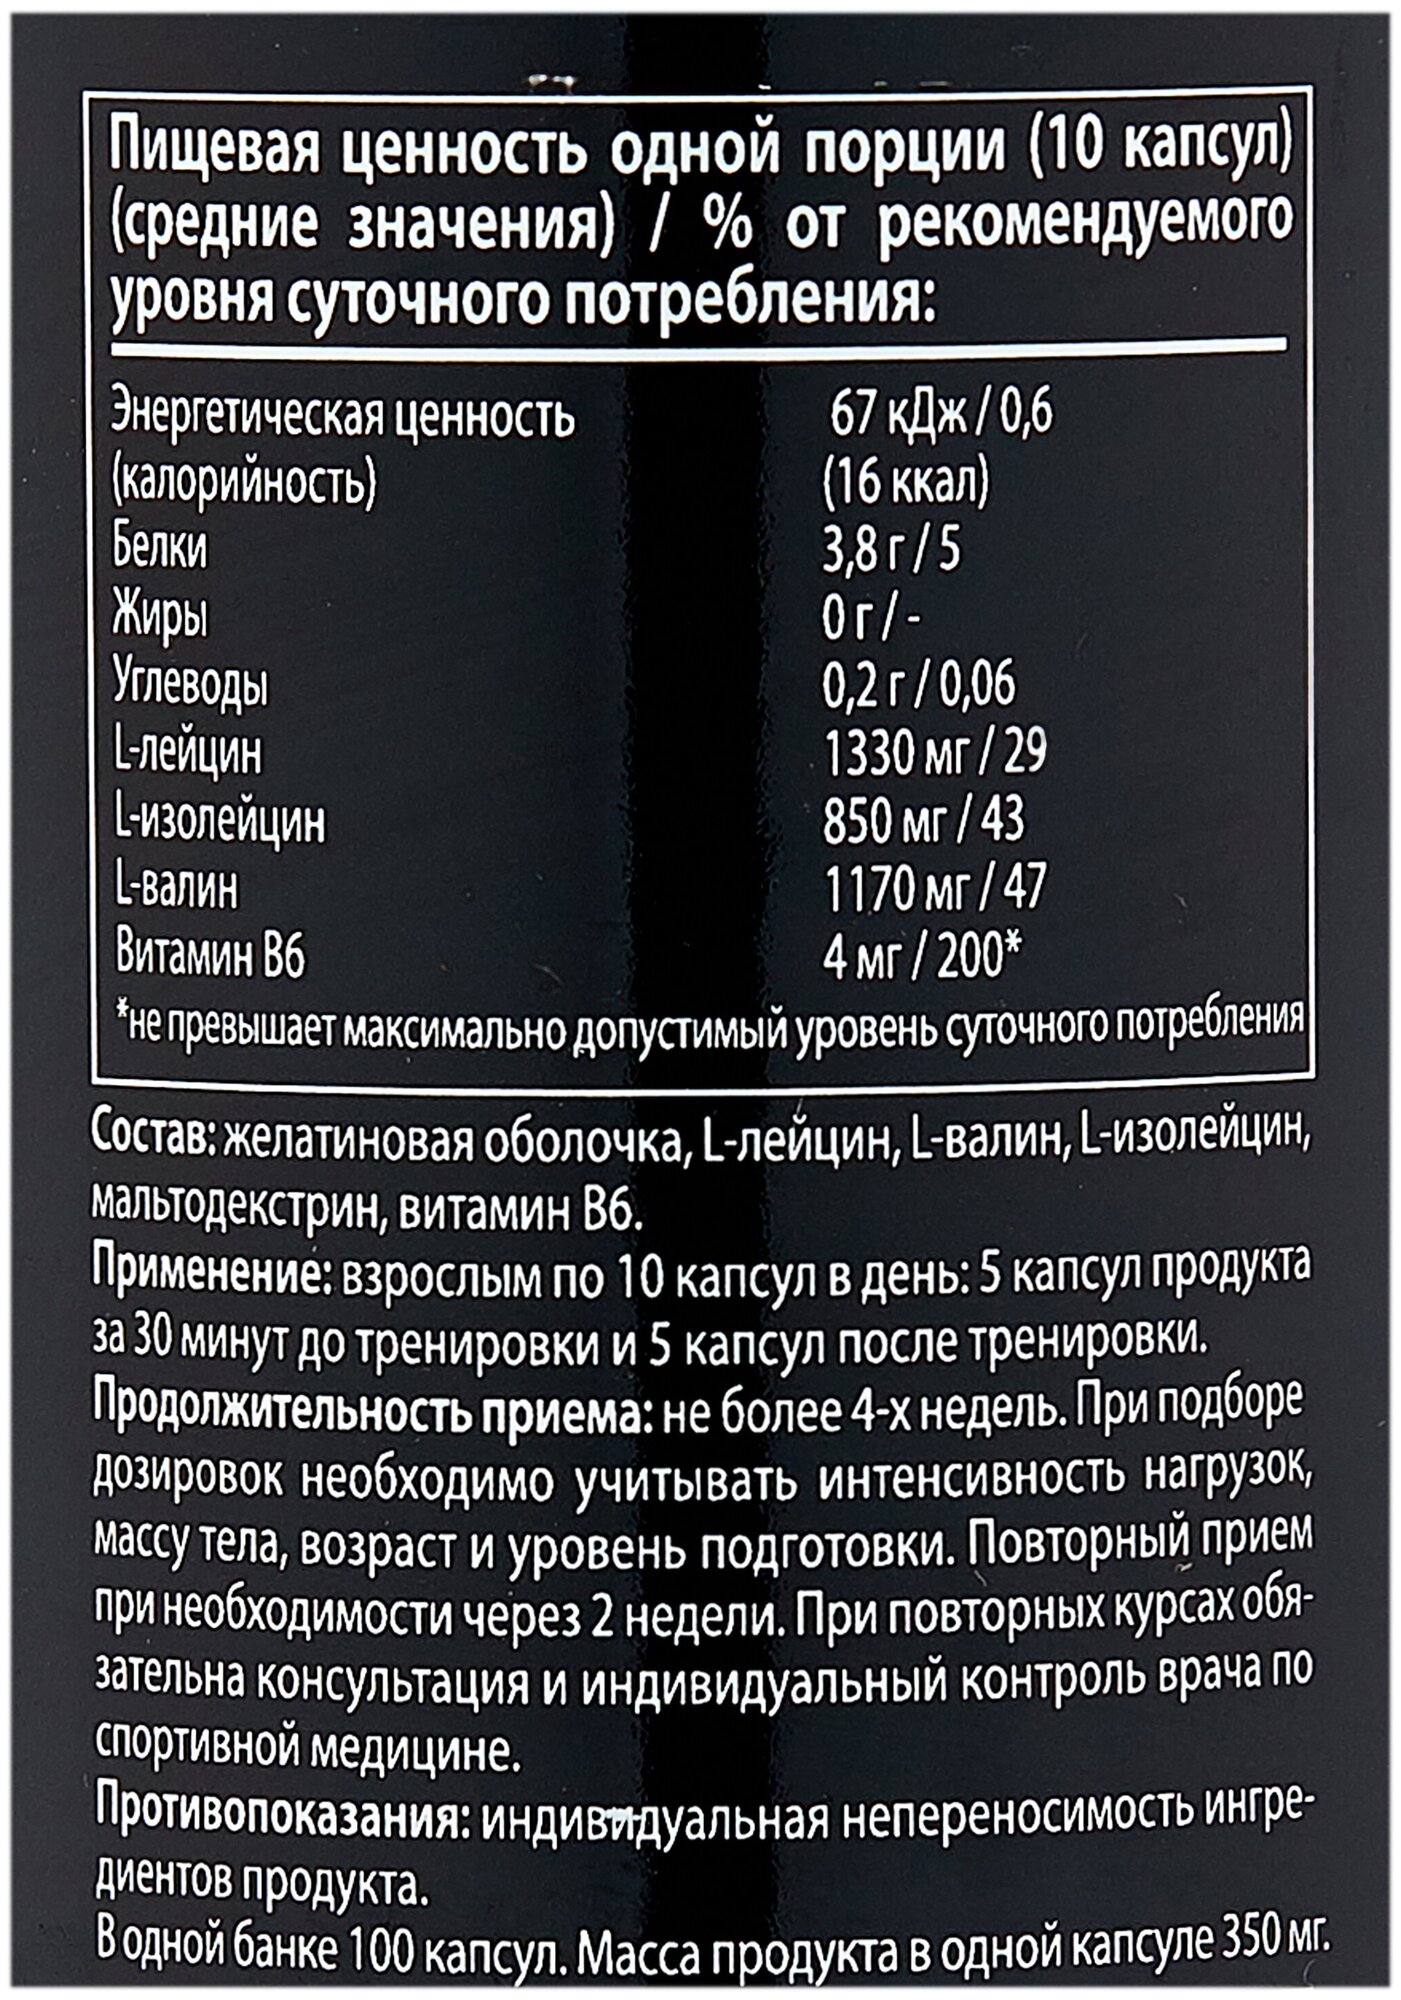 Пищевая ценность одной порции (10 капсул)
(средние значения) / % от рекомендуемого
уровня суточного потребления:
Энергетическая ценность 67 кДж / 0,6
(калорийность) (16 ккал)
Белки 3,8 г / 5
Жиры 0 г / -
Углеводы 0,2 г / 0,06
L-лейцин 1330 мг / 29
L-изолейцин 850 мг / 43
L-валин 1170 мг / 47
Витамин В6 4 мг / 200*
*не превышает максимально допустимый уровень суточного потребления
Состав: желатиновая оболочка, L-лейцин, L-валин, L-изолейцин,
мальтодекстрин, витамин В6.
Применение: взрослым по 10 капсул в день: 5 капсул продукта
за 30 минут до тренировки и 5 капсул после тренировки.
Продолжительность приема: не более 4-х недель. При подборе
дозировок необходимо учитывать интенсивность нагрузок,
массу тела, возраст и уровень подготовки. Повторный прием
при необходимости через 2 недели. При повторных курсах обя-
зательна консультация и индивидуальный контроль врача по
спортивной медицине.
Противопоказания: индивидуальная непереносимость ингре-
диентов продукта.
В одной банке 100 капсул. Масса продукта в одной капсуле 350 мг.